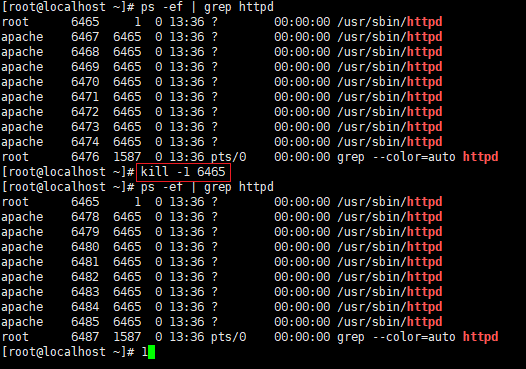 [root@localhost ~]# ps -ef | grep httpd
root 6465 1 0 13:36 ? 00:00:00 /usr/sbin/httpd
apache 6467 6465 0 13:36 ? 00:00:00 /usr/sbin/httpd
apache 6468 6465 0 13:36 ? 00:00:00 /usr/sbin/httpd
apache 6469 6465 0 13:36 ? 00:00:00 /usr/sbin/httpd
apache 6470 6465 0 13:36 ? 00:00:00 /usr/sbin/httpd
apache 6471 6465 0 13:36 ? 00:00:00 /usr/sbin/httpd
apache 6472 6465 0 13:36 ? 00:00:00 /usr/sbin/httpd
apache 6473 6465 0 13:36 ? 00:00:00 /usr/sbin/httpd
apache 6474 6465 0 13:36 ? 00:00:00 /usr/sbin/httpd
root 6476 1587 0 13:36 pts/0 00:00:00 grep --color=auto httpd
[root@localhost ~]# kill -1 6465
[root@localhost ~]# ps -ef | grep httpd
root 6465 1 0 13:36 ? 00:00:00 /usr/sbin/httpd
apache 6478 6465 0 13:36 ? 00:00:00 /usr/sbin/httpd
apache 6479 6465 0 13:36 ? 00:00:00 /usr/sbin/httpd
apache 6480 6465 0 13:36 ? 00:00:00 /usr/sbin/httpd
apache 6481 6465 0 13:36 ? 00:00:00 /usr/sbin/httpd
apache 6482 6465 0 13:36 ? 00:00:00 /usr/sbin/httpd
apache 6483 6465 0 13:36 ? 00:00:00 /usr/sbin/httpd
apache 6484 6465 0 13:36 ? 00:00:00 /usr/sbin/httpd
apache 6485 6465 0 13:36 ? 00:00:00 /usr/sbin/httpd
root 6487 1587 0 13:36 pts/0 00:00:00 grep --color=auto httpd
[root@localhost ~]# 1